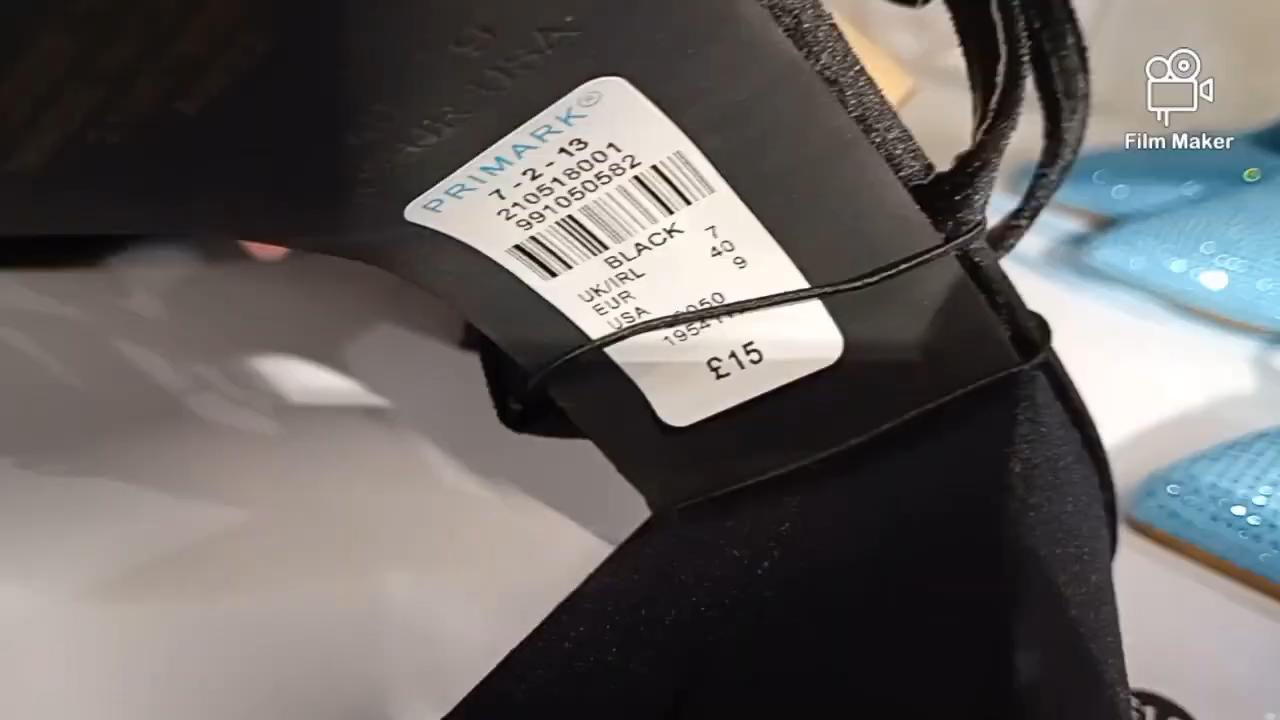 PRIMARK®
7 - 2 - 13
210518001
991050582
BLACK
UK/IRL 7
EUR 40
USA 9
£15
Film Maker